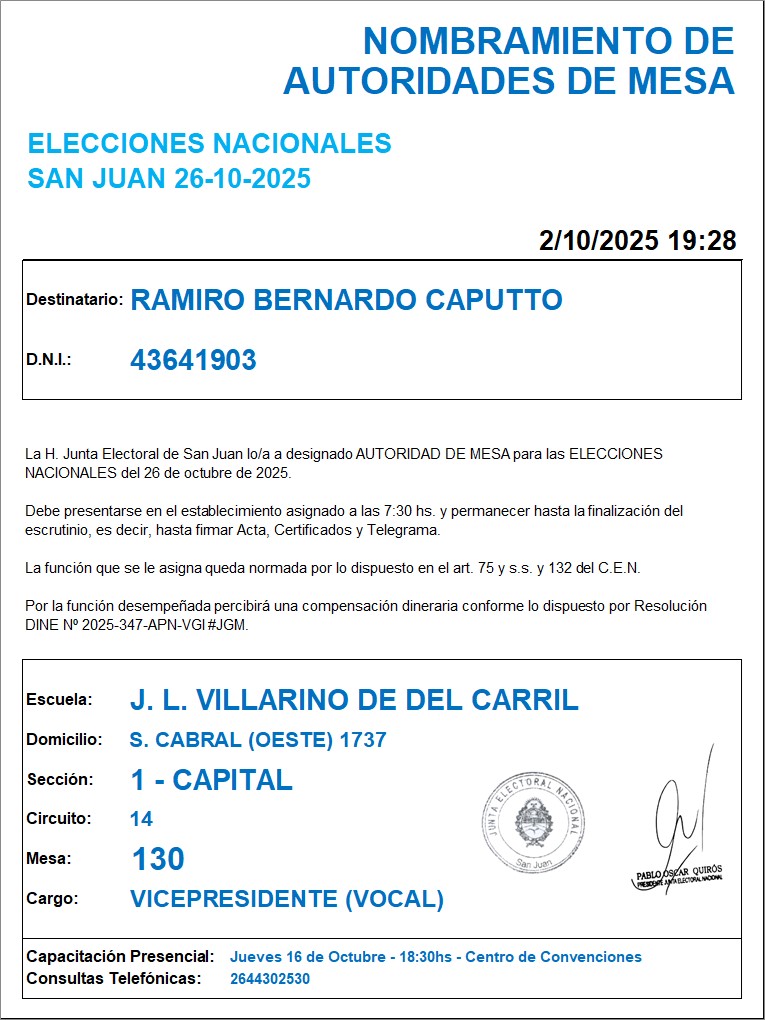 NOMBRAMIENTO DE
AUTORIDADES DE MESA
ELECCIONES NACIONALES
SAN JUAN 26-10-2025
2/10/2025 19:28
Destinatario: RAMIRO BERNARDO CAPUTTO
D.N.I.: 43641903
La H. Junta Electoral de San Juan lo/a a designado AUTORIDAD DE MESA para las ELECCIONES
NACIONALES del 26 de octubre de 2025.
Debe presentarse en el establecimiento asignado a las 7:30 hs. y permanecer hasta la finalización del
escrutinio, es decir, hasta firmar Acta, Certificados y Telegrama.
La función que se le asigna queda normada por lo dispuesto en el art. 75 y s.s. y 132 del C.E.N.
Por la función desempeñada percibirá una compensación dineraria conforme lo dispuesto por Resolución
DINE Nº 2025-347-APN-VGI#JGM.
Escuela: J. L. VILLARINO DE DEL CARRIL
Domicilio: S. CABRAL (OESTE) 1737
Sección: 1 - CAPITAL
Circuito: 14
Mesa: 130
Cargo: VICEPRESIDENTE (VOCAL)
JUNTA ELECTORAL NACIONAL
San Juan
PABLO OSCAR QUIRÓS
PRESIDENTE JUNTA ELECTORAL NACIONAL
Capacitación Presencial: Jueves 16 de Octubre - 18:30hs - Centro de Convenciones
Consultas Telefónicas: 2644302530